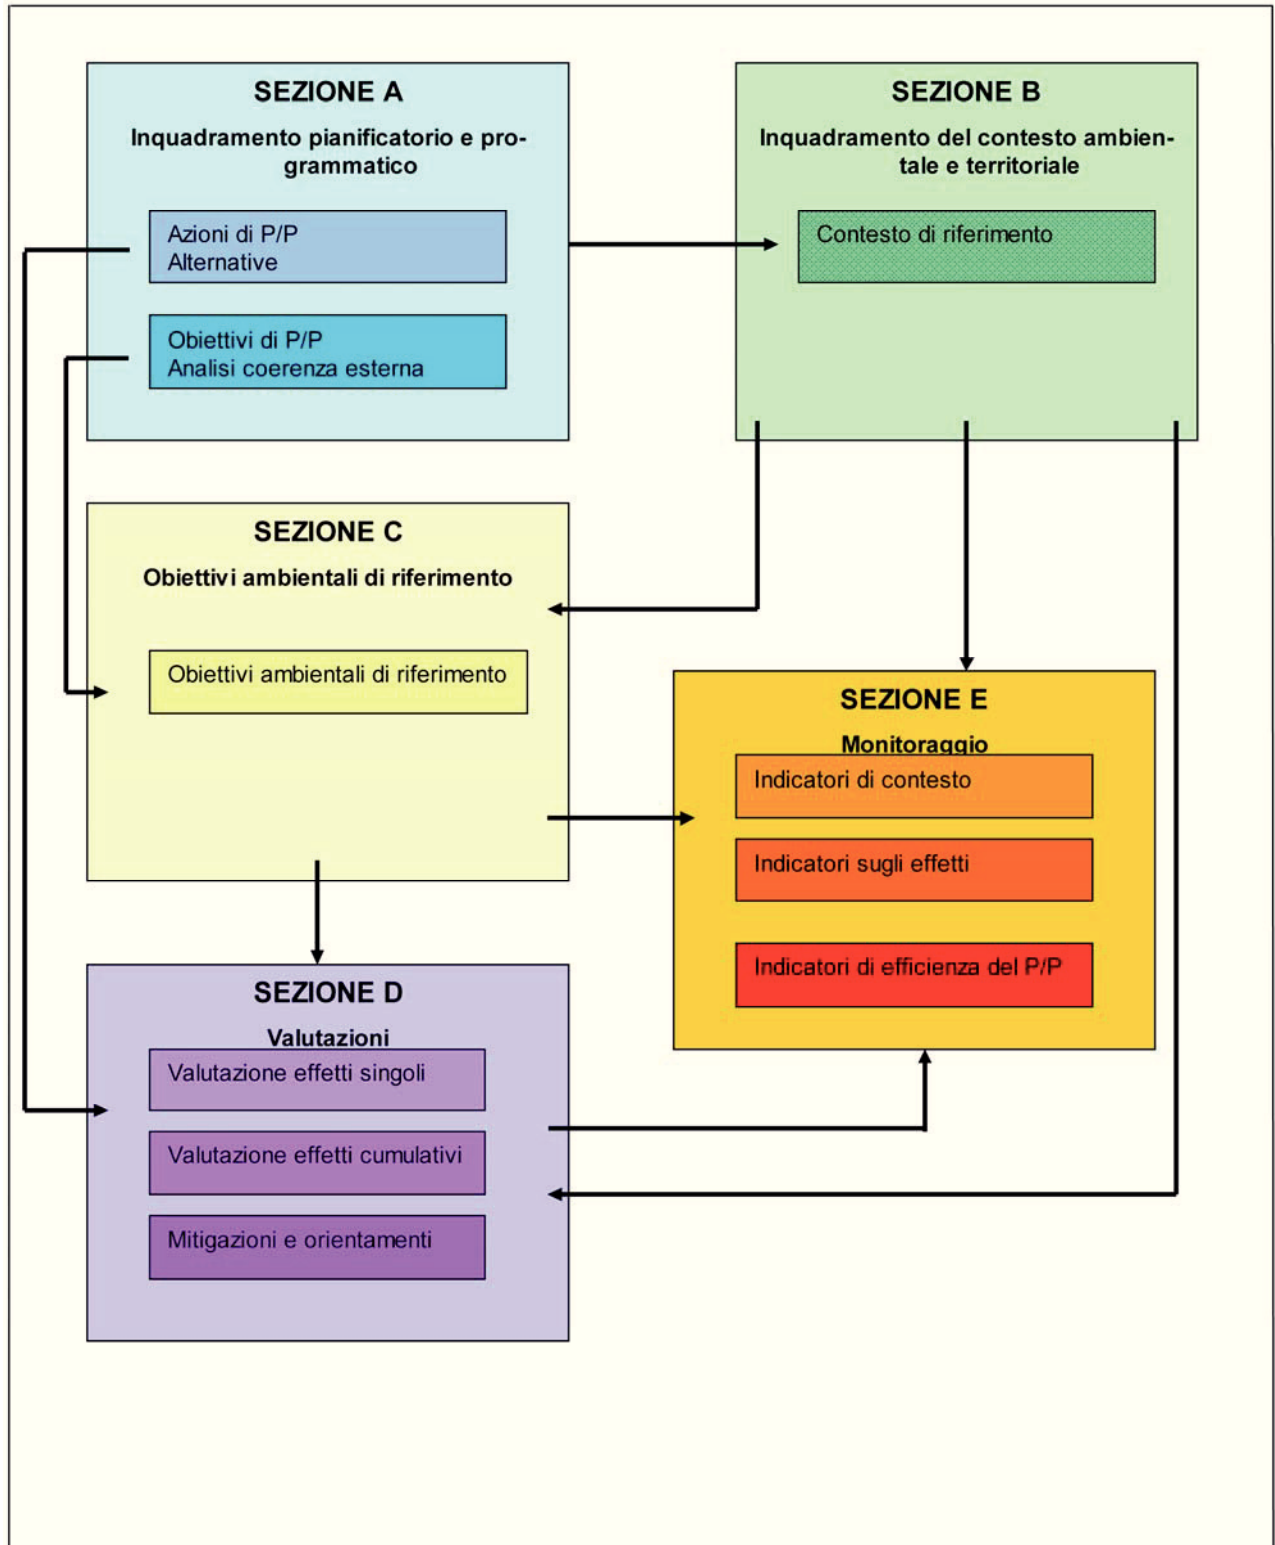 SEZIONE A
Inquadramento pianificatorio e pro-
grammatico
Azioni di P/P
Alternative
Obiettivi di P/P
Analisi coerenza esterna
SEZIONE B
Inquadramento del contesto ambien-
tale e territoriale
Contesto di riferimento
SEZIONE C
Obiettivi ambientali di riferimento
Obiettivi ambientali di riferimento
SEZIONE E
Monitoraggio
Indicatori di contesto
Indicatori sugli effetti
Indicatori di efficienza del P/P
SEZIONE D
Valutazioni
Valutazione effetti singoli
Valutazione effetti cumulativi
Mitigazioni e orientamenti